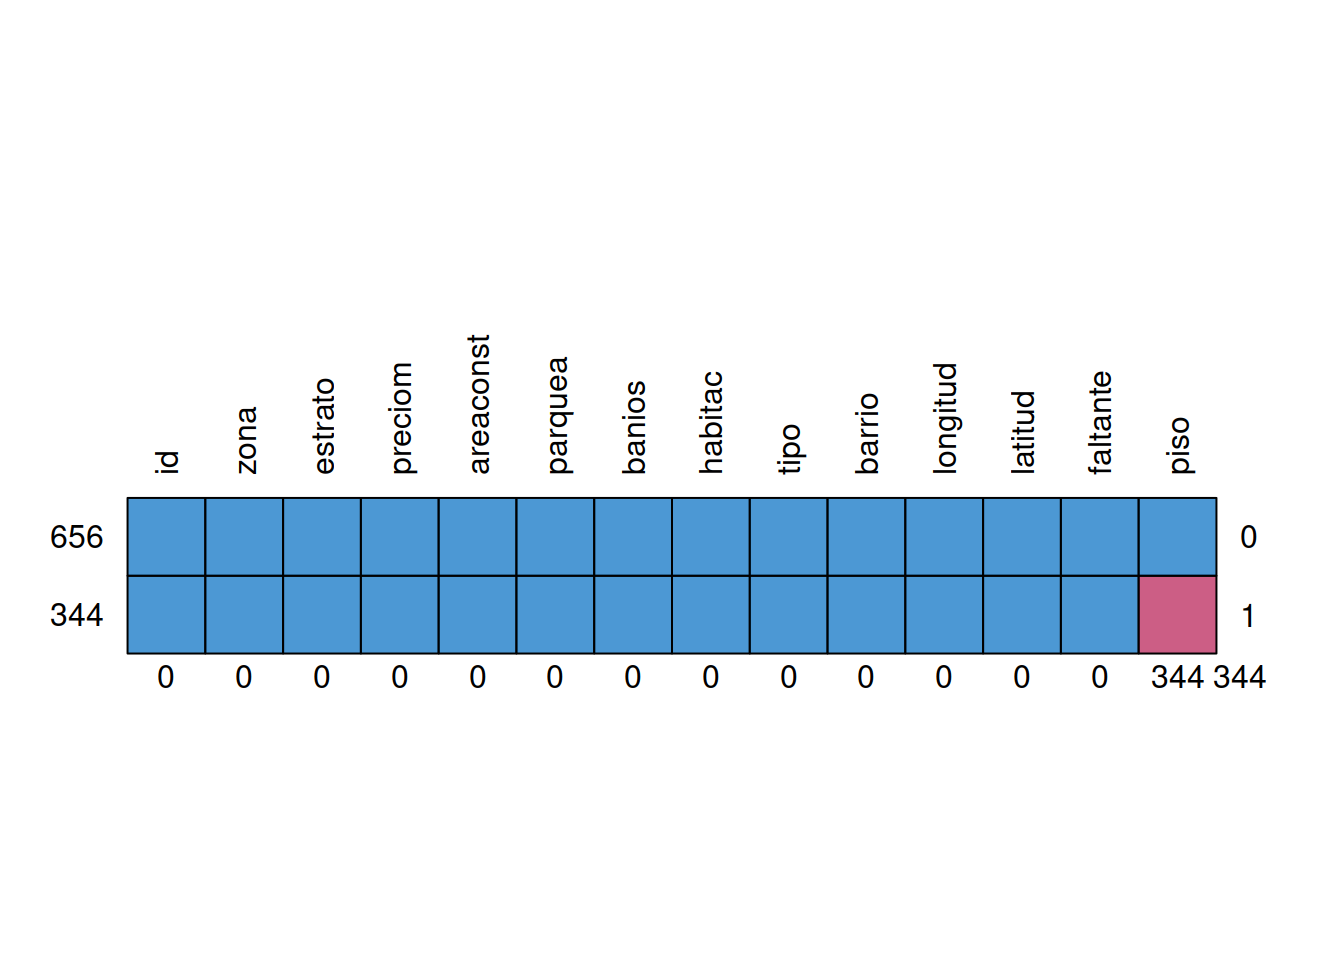 id zona estrato preciom areaconst parquea banios habitac tipo barrio longitud latitud faltante piso
656 0
344 1
0 0 0 0 0 0 0 0 0 0 0 0 0 344 344